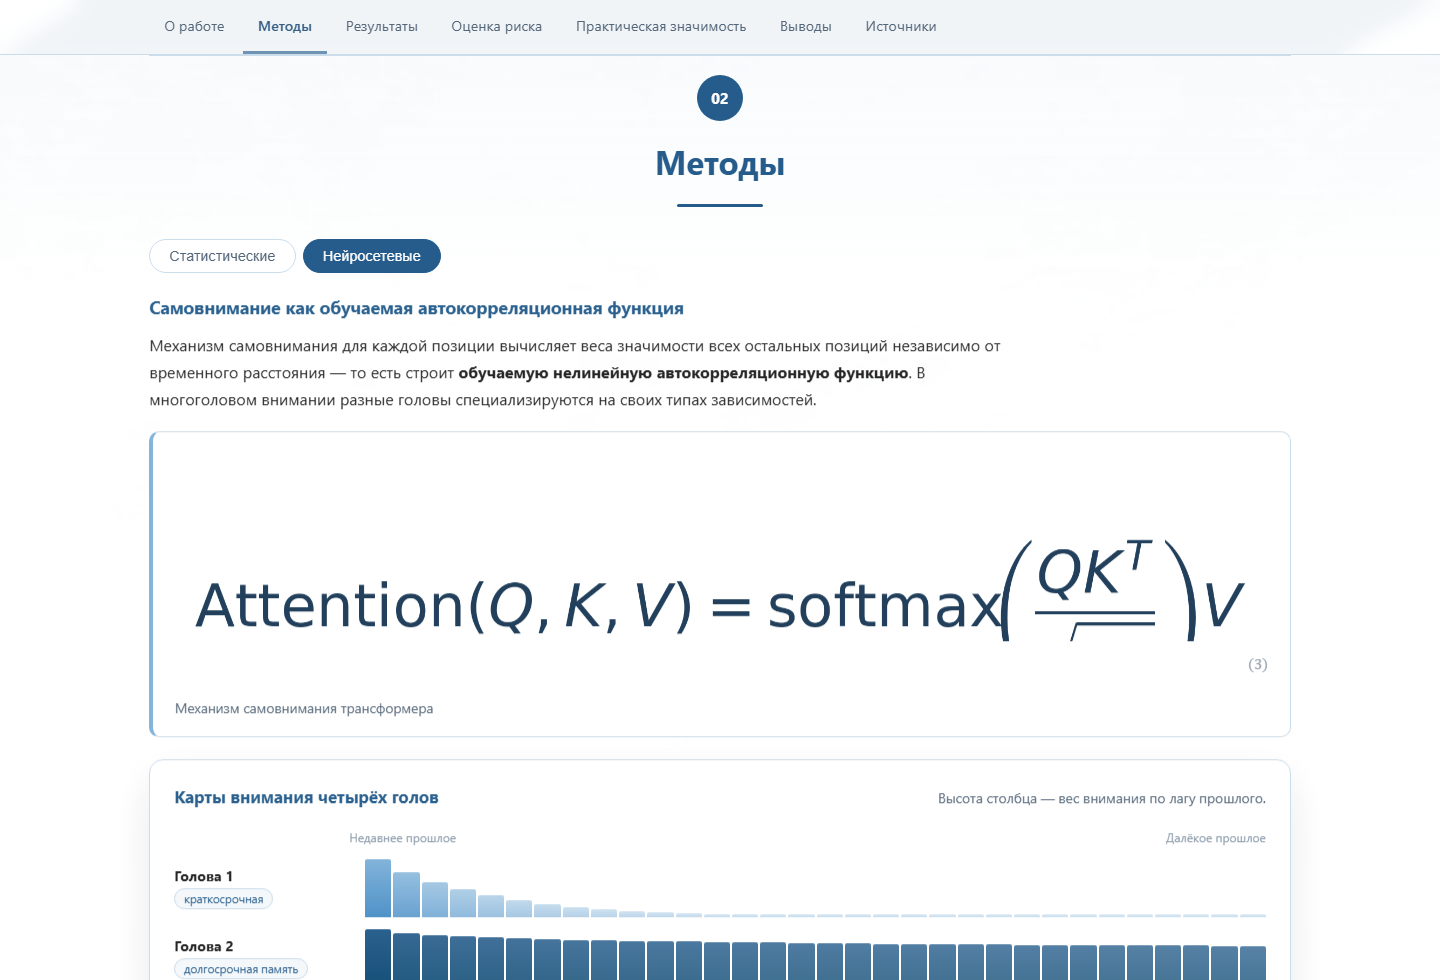 О работе Методы Результаты Оценка риска Практическая значимость Выводы Источники
02
Методы
Статистические Нейросетевые
Самовнимание как обучаемая автокорреляционная функция
Механизм самовнимания для каждой позиции вычисляет веса значимости всех остальных позиций независимо от
временного расстояния — то есть строит обучаемую нелинейную автокорреляционную функцию. В
многоголовом внимании разные головы специализируются на своих типах зависимостей.
Attention(Q, K, V) = softmax(QK^T / √ )V
(3)
Механизм самовнимания трансформера
Карты внимания четырёх голов
Высота столбца — вес внимания по лагу прошлого.
Недавнее прошлое Далёкое прошлое
Голова 1
краткосрочная
Голова 2
долгосрочная память